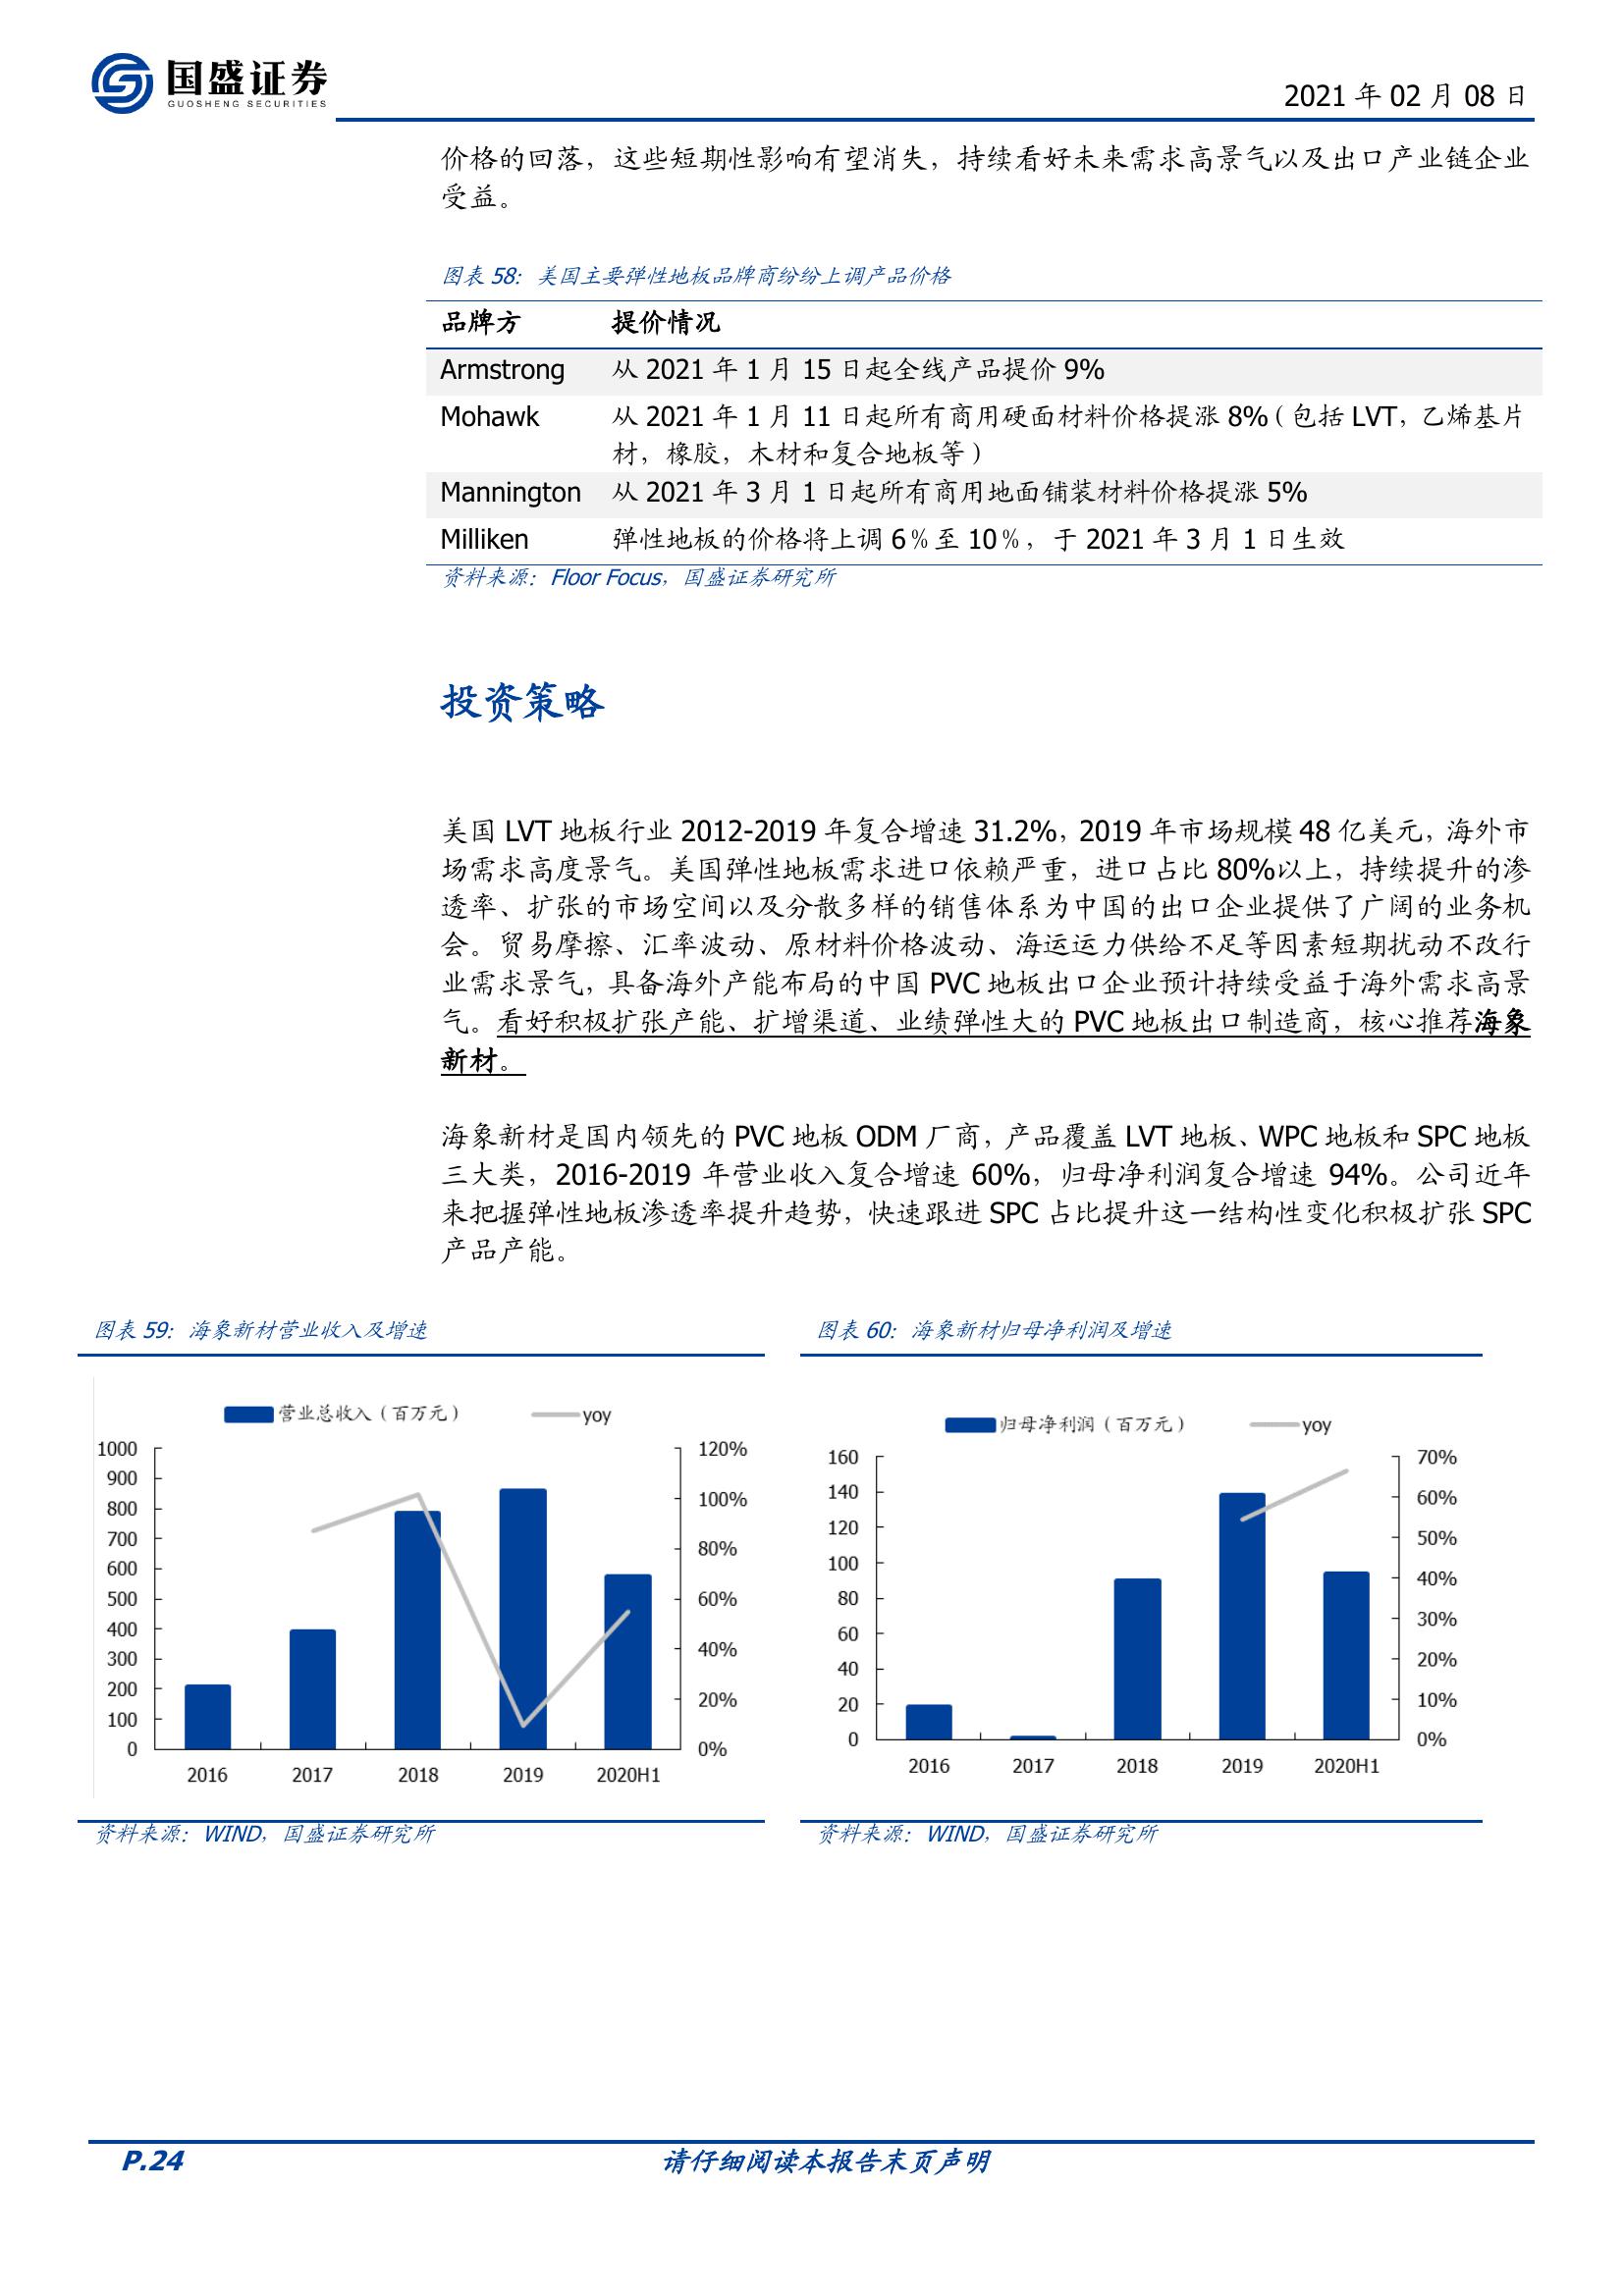 国盛证券
GUOSHENG SECURITIES
2021 年 02 月 08 日
价格的回落，这些短期性影响有望消失，持续看好未来需求高景气以及出口产业链企业
受益。
图表 58：美国主要弹性地板品牌商纷纷上调产品价格
品牌方 提价情况
Armstrong 从 2021 年 1 月 15 日起全线产品提价 9%
Mohawk 从 2021 年 1 月 11 日起所有商用硬面材料价格提涨 8%（包括 LVT，乙烯基片
材，橡胶，木材和复合地板等）
Mannington 从 2021 年 3 月 1 日起所有商用地面铺装材料价格提涨 5%
Milliken 弹性地板的价格将上调 6％至 10％，于 2021 年 3 月 1 日生效
资料来源：Floor Focus，国盛证券研究所
投资策略
美国 LVT 地板行业 2012-2019 年复合增速 31.2%，2019 年市场规模 48 亿美元，海外市
场需求高度景气。美国弹性地板需求进口依赖严重，进口占比 80%以上，持续提升的渗
透率、扩张的市场空间以及分散多样的销售体系为中国的出口企业提供了广阔的业务机
会。贸易摩擦、汇率波动、原材料价格波动、海运运力供给不足等因素短期扰动不改行
业需求景气，具备海外产能布局的中国 PVC 地板出口企业预计持续受益于海外需求高景
气。看好积极扩张产能、扩增渠道、业绩弹性大的 PVC 地板出口制造商，核心推荐海象
新材。
海象新材是国内领先的 PVC 地板 ODM 厂商，产品覆盖 LVT 地板、WPC 地板和 SPC 地板
三大类，2016-2019 年营业收入复合增速 60%，归母净利润复合增速 94%。公司近年
来把握弹性地板渗透率提升趋势，快速跟进 SPC 占比提升这一结构性变化积极扩张 SPC
产品产能。
图表 59：海象新材营业收入及增速
营业总收入（百万元） yoy
1000 120%
900
800 100%
700
600 80%
500 60%
400
300 40%
200 20%
100
0 0%
2016 2017 2018 2019 2020H1
资料来源：WIND，国盛证券研究所
图表 60：海象新材归母净利润及增速
归母净利润（百万元） yoy
160 70%
140 60%
120 50%
100 40%
80 30%
60 20%
40 10%
20 0%
0
2016 2017 2018 2019 2020H1
资料来源：WIND，国盛证券研究所
P.24 请仔细阅读本报告末页声明